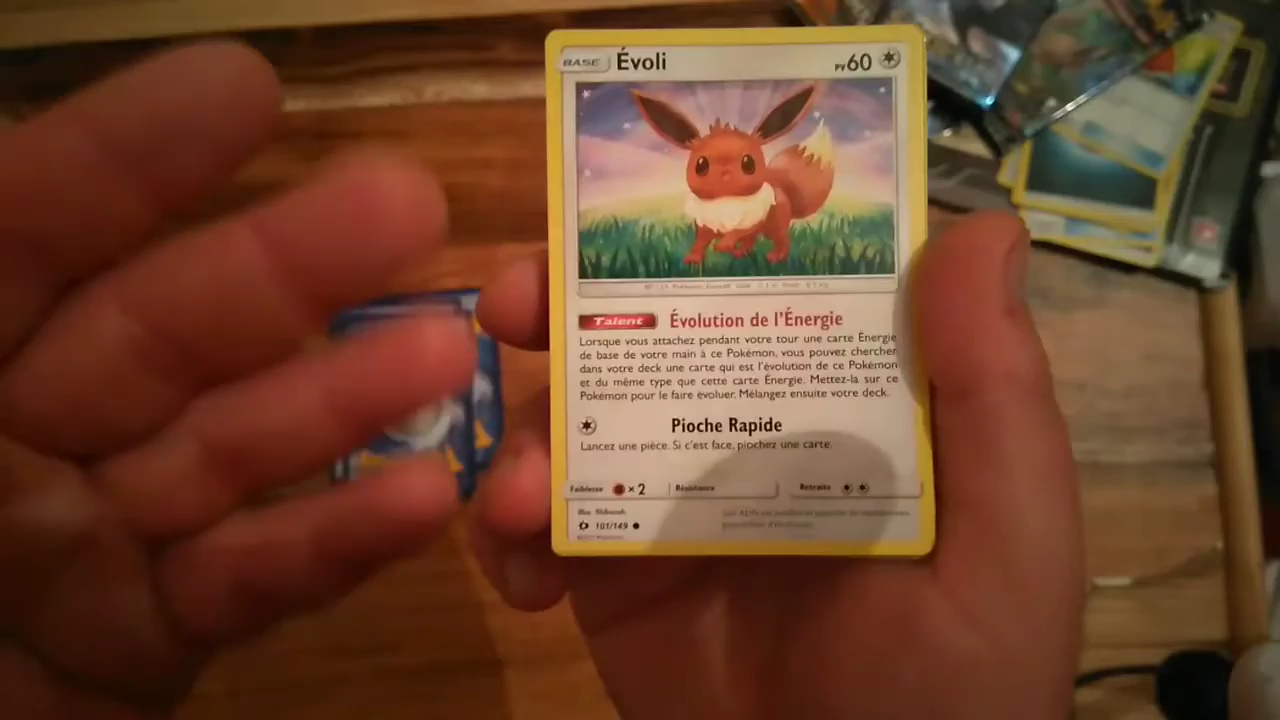 BASE Évoli PV60
Talent Évolution de l'Énergie
Lorsque vous attachez pendant votre tour une carte Énergie
de base de votre main à ce Pokémon, vous pouvez chercher
dans votre deck une carte qui est l'évolution de ce Pokémon
et du même type que cette carte Énergie. Mettez-la sur ce
Pokémon pour le faire évoluer. Mélangez ensuite votre deck.
Pioche Rapide
Lancez une pièce. Si c'est face, piochez une carte.
Faiblesse ×2 Résistance Retraite
101/149